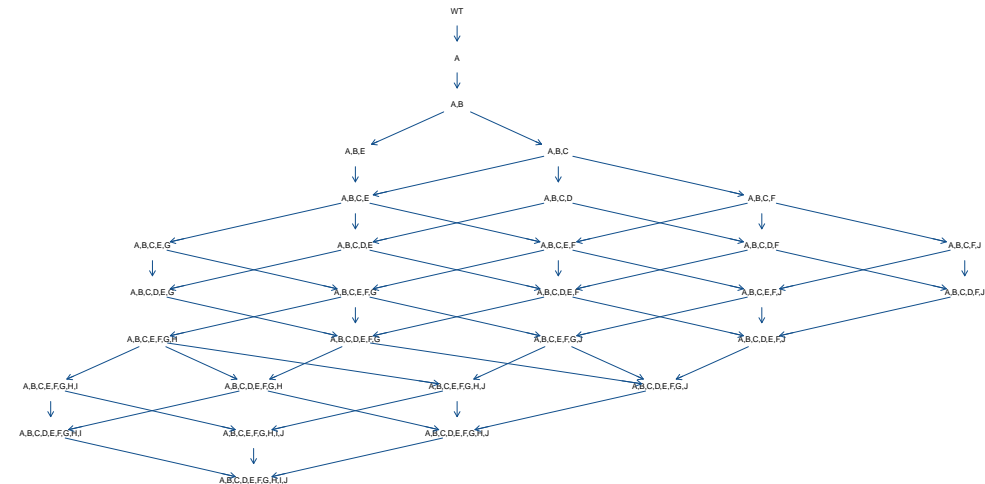 WT
A
A,B
A,B,E
A,B,C
A,B,C,E
A,B,C,D
A,B,C,F
A,B,C,E,G
A,B,C,D,E
A,B,C,E,F
A,B,C,D,F
A,B,C,F,J
A,B,C,D,E,G
A,B,C,E,F,G
A,B,C,D,E,F
A,B,C,E,F,J
A,B,C,D,F,J
A,B,C,E,F,G,H
A,B,C,D,E,F,G
A,B,C,E,F,G,J
A,B,C,D,E,F,J
A,B,C,E,F,G,H,I
A,B,C,D,E,F,G,H
A,B,C,E,F,G,H,J
A,B,C,D,E,F,G,J
A,B,C,D,E,F,G,H,I
A,B,C,E,F,G,H,I,J
A,B,C,D,E,F,G,H,J
A,B,C,D,E,F,G,H,I,J